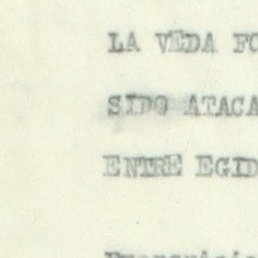 LA VEDA FO
SIDO ATACA
ENTRE EGID